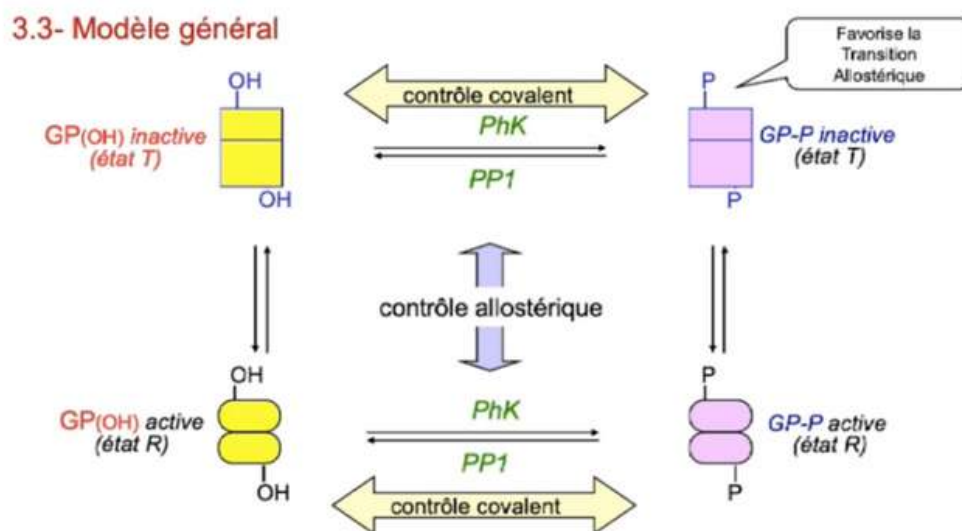 3.3- Modèle général
Favorise la
Transition
Allostérique
OH
contrôle covalent
P
GP(OH) inactive
(état T)
PhK
GP-P inactive
(état T)
PP1
OH
P
contrôle allostérique
OH
P
GP(OH) active
(état R)
PhK
GP-P active
(état R)
PP1
OH
P
contrôle covalent